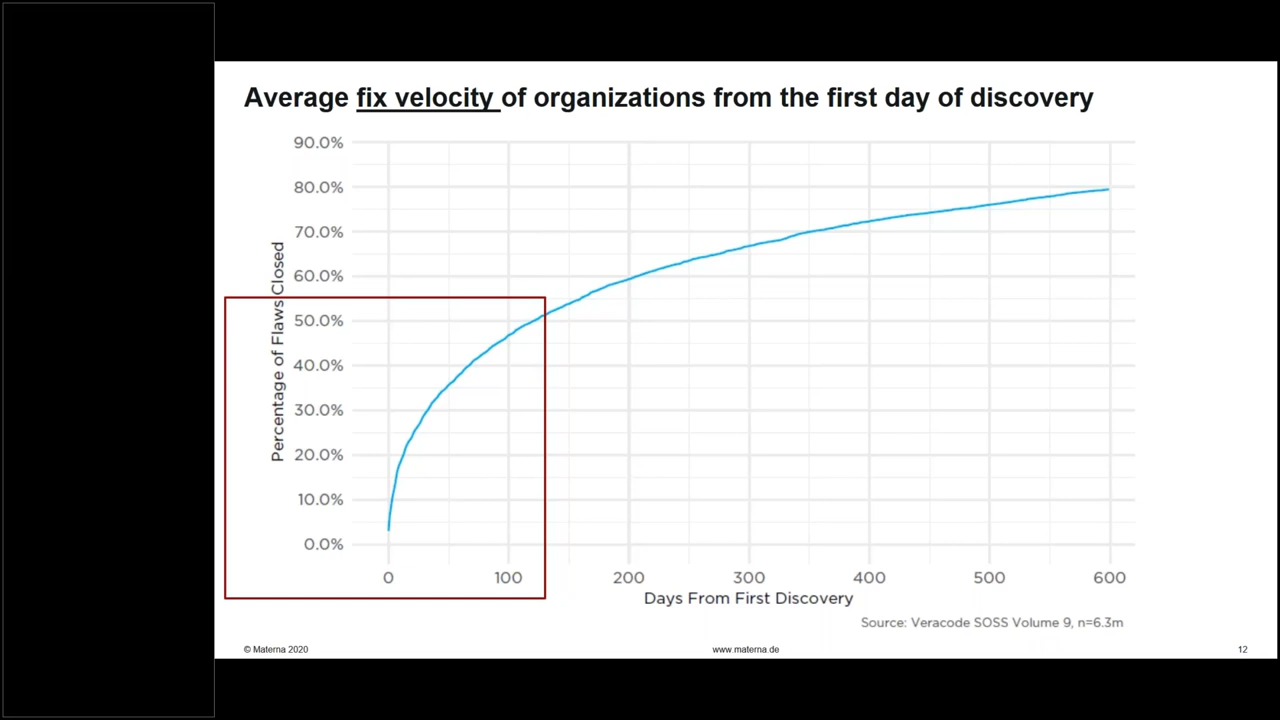 Average fix velocity of organizations from the first day of discovery
90.0%
80.0%
70.0%
60.0%
50.0%
40.0%
30.0%
20.0%
10.0%
0.0%
Percentage of Flaws Closed
0 100 200 300 400 500 600
Days From First Discovery
Source: Veracode SOSS Volume 9, n=6.3m
© Materna 2020 www.materna.de 12